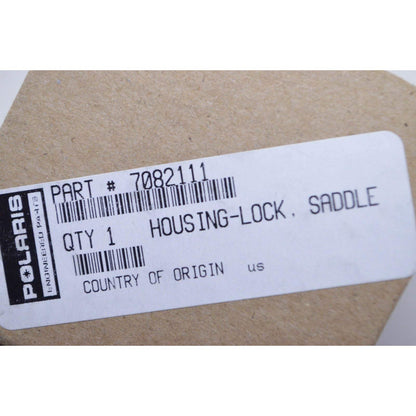 POLARIS
ENGINEERED PARTS
PART # 7082111
QTY 1 HOUSING-LOCK, SADDLE
COUNTRY OF ORIGIN us